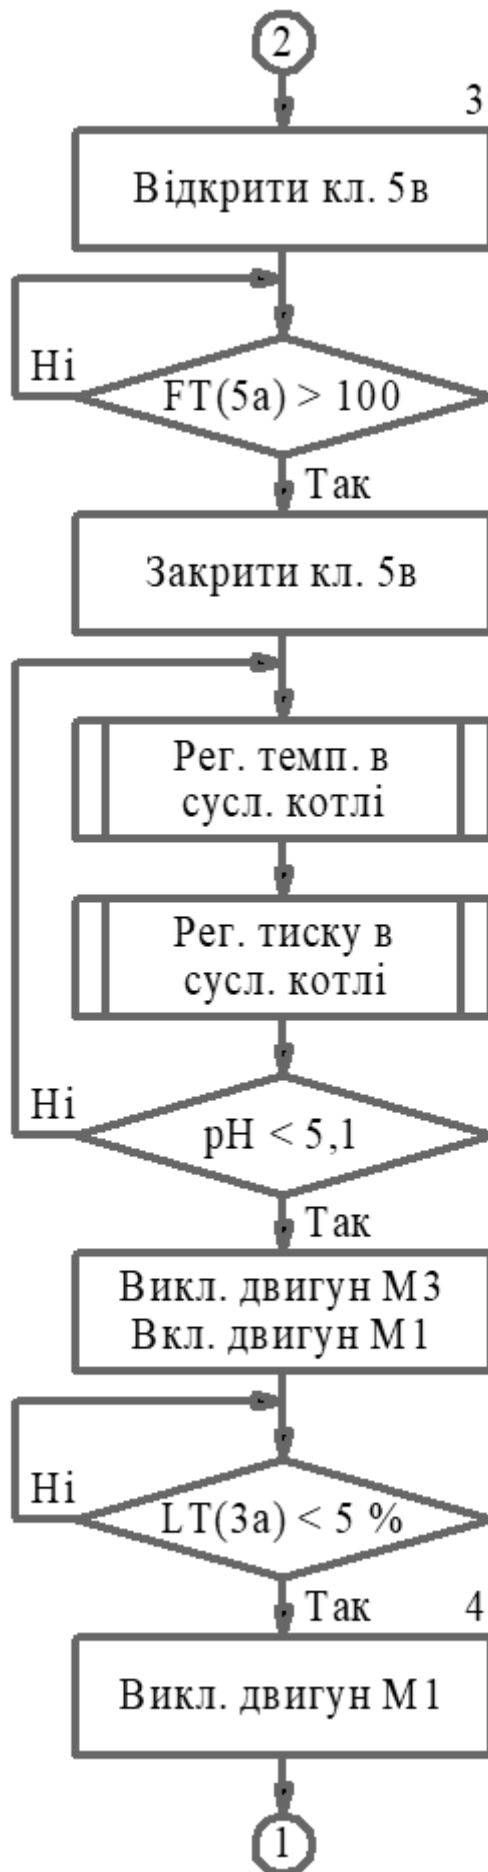 2
3
Відкрити кл. 5в
Ні
FT(5а) > 100
Так
Закрити кл. 5в
Рег. темп. в
сусл. котлі
Рег. тиску в
сусл. котлі
Ні
pH < 5,1
Так
Викл. двигун М3
Вкл. двигун М1
Ні
LT(3а) < 5 %
Так
4
Викл. двигун М1
1